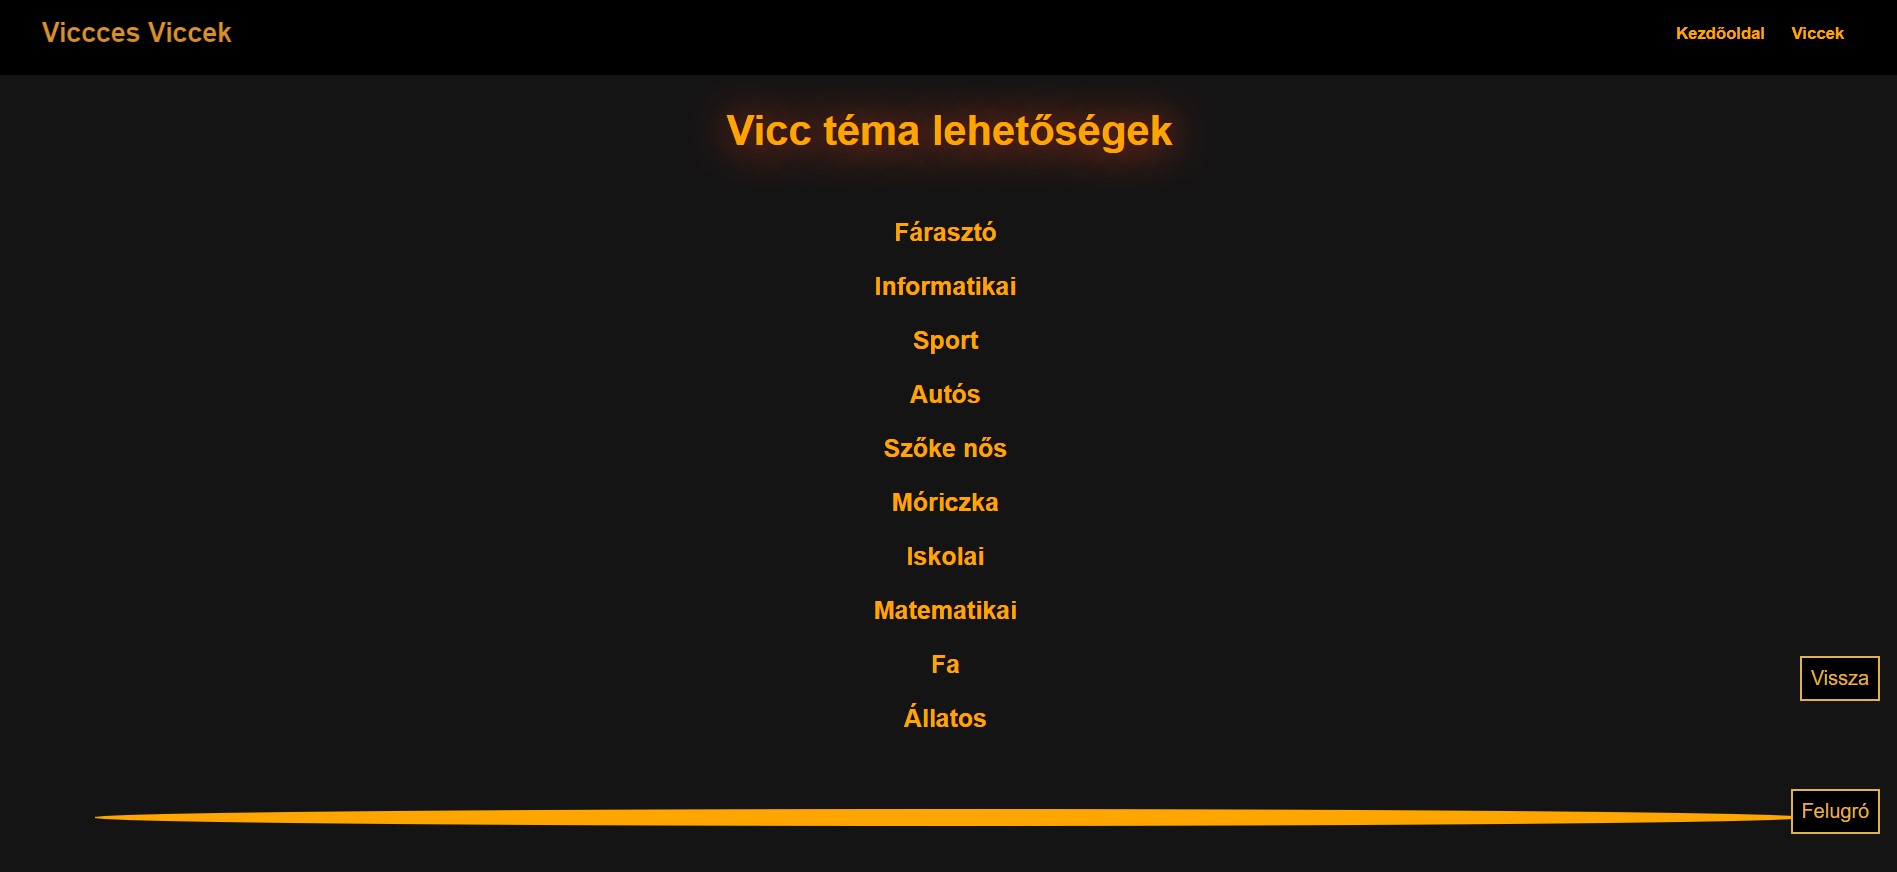 Viccces Viccek
Kezdőoldal Viccek
Vicc téma lehetőségek
Fárasztó
Informatikai
Sport
Autós
Szőke nős
Móriczka
Iskolai
Matematikai
Fa
Állatos
Vissza
Felugró